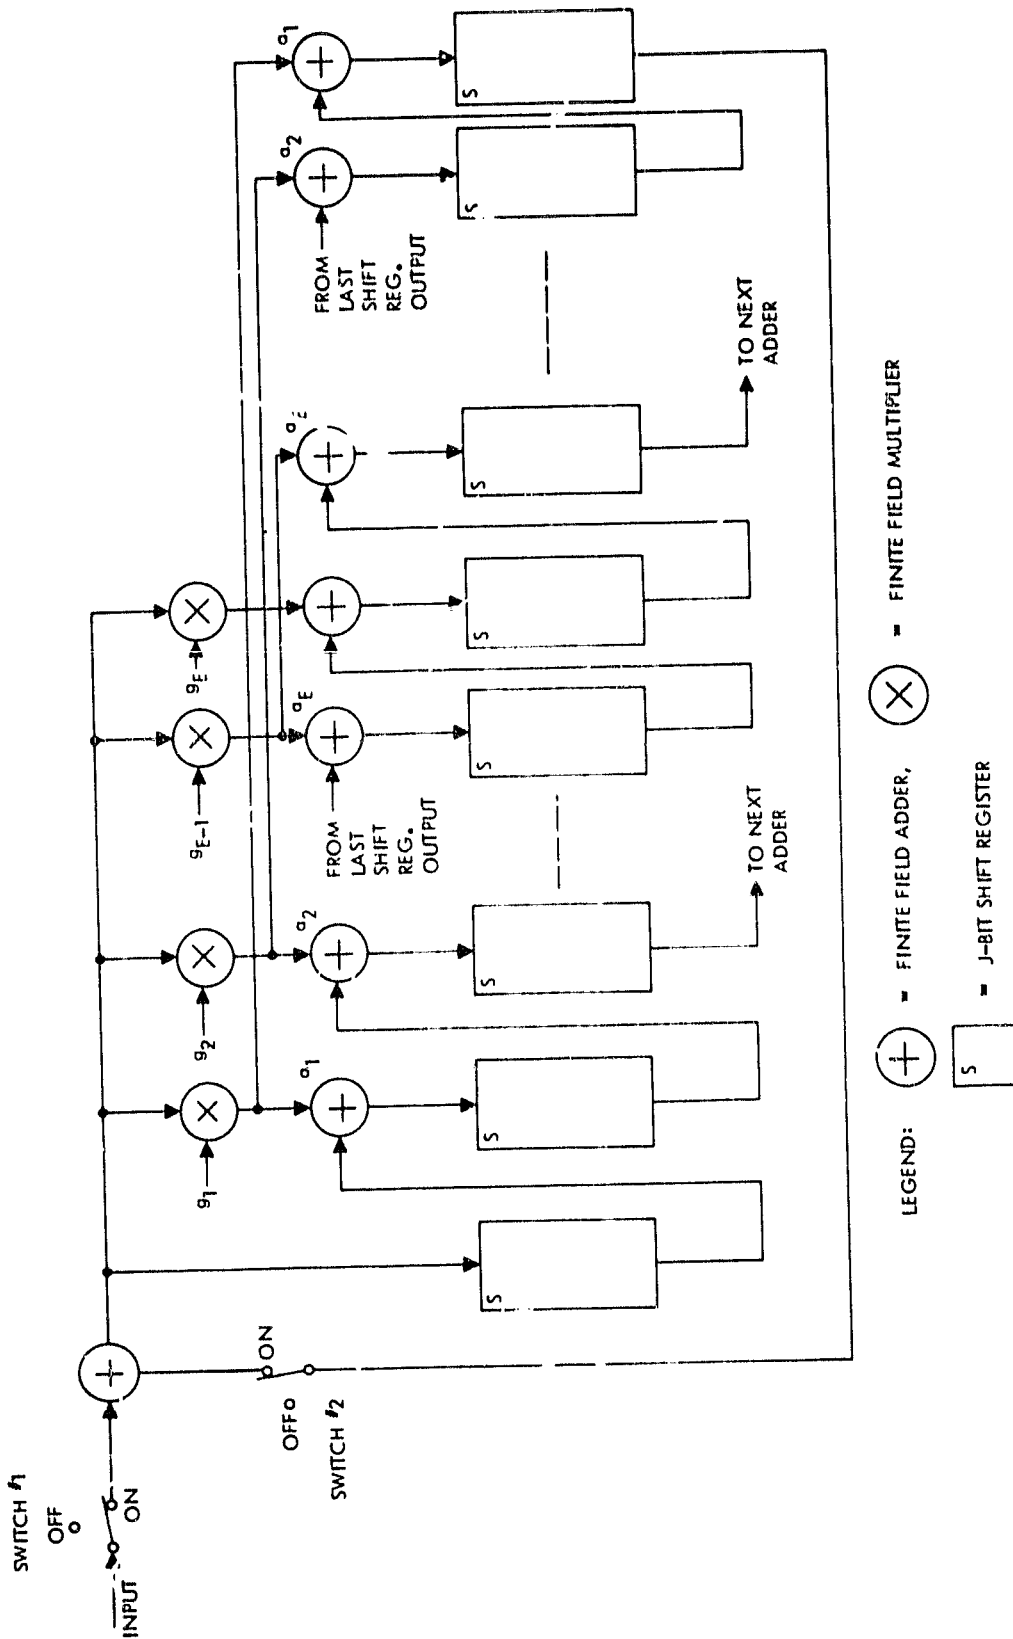 SWITCH #1
OFF
ON
INPUT
ON
OFF
SWITCH #2
g1
g2
gE-1
gE
a1
a2
aE
a2
a1
FROM
LAST
SHIFT
REG.
OUTPUT
FROM
LAST
SHIFT
REG.
OUTPUT
S
S
S
S
S
S
S
S
TO NEXT
ADDER
TO NEXT
ADDER
LEGEND:
+ = FINITE FIELD ADDER,
× = FINITE FIELD MULTIPLIER
S = J-BIT SHIFT REGISTER